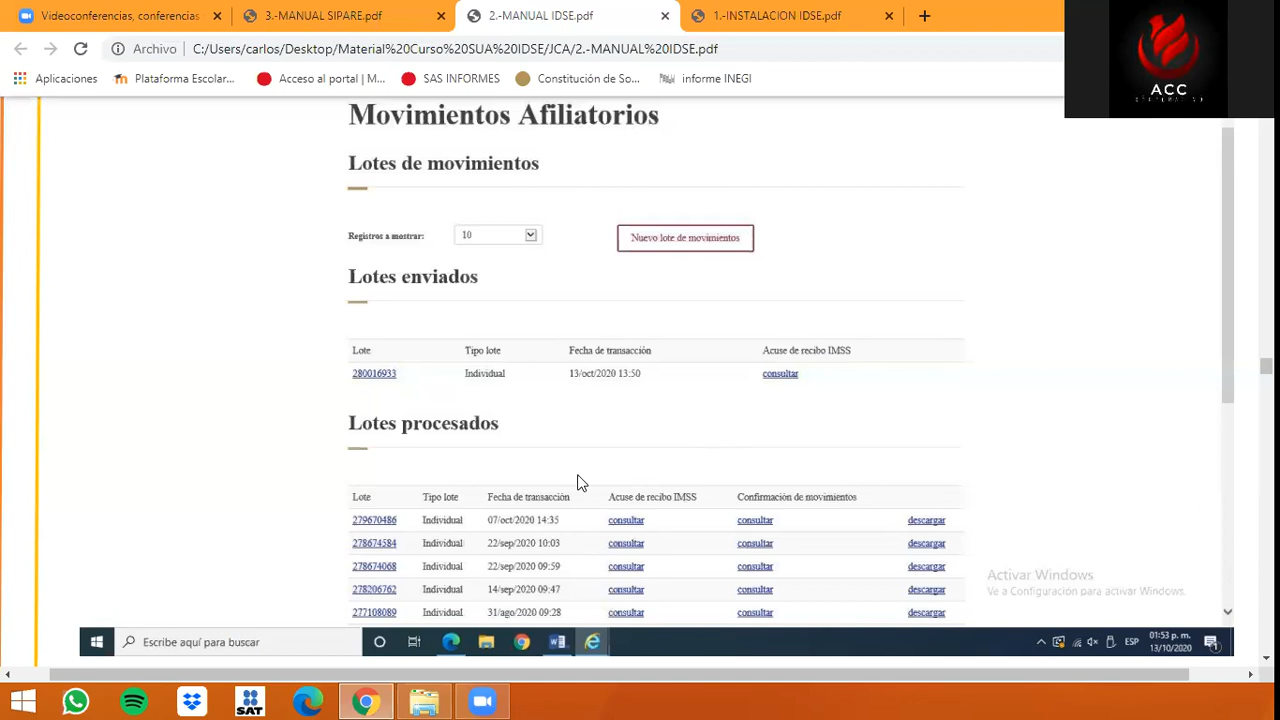 Videoconferencias, conferencias
3.-MANUAL SIPARE.pdf
2.-MANUAL IDSE.pdf
1.-INSTALACION IDSE.pdf
Archivo C:/Users/carlos/Desktop/Material%20Curso%20SUA%20IDSE/JCA/2.-MANUAL%20IDSE.pdf
Aplicaciones Plataforma Escolar... Acceso al portal | M... SAS INFORMES Constitución de So... informe INEGI
ACC
Movimientos Afiliatorios
Lotes de movimientos
Registros a mostrar: 10 Nuevo lote de movimientos
Lotes enviados
Lote Tipo lote Fecha de transacción Acuse de recibo IMSS
280016933 Individual 13/oct/2020 13:50 consultar
Lotes procesados
Lote Tipo lote Fecha de transacción Acuse de recibo IMSS Confirmación de movimientos
279670486 Individual 07/oct/2020 14:35 consultar consultar descargar
278674584 Individual 22/sep/2020 10:03 consultar consultar descargar
278674068 Individual 22/sep/2020 09:59 consultar consultar descargar
278206762 Individual 14/sep/2020 09:47 consultar consultar descargar
277108089 Individual 31/ago/2020 09:28 consultar consultar descargar
Activar Windows
Ve a Configuración para activar Windows.
Escribe aquí para buscar
ESP
01:53 p. m.
13/10/2020
SAT